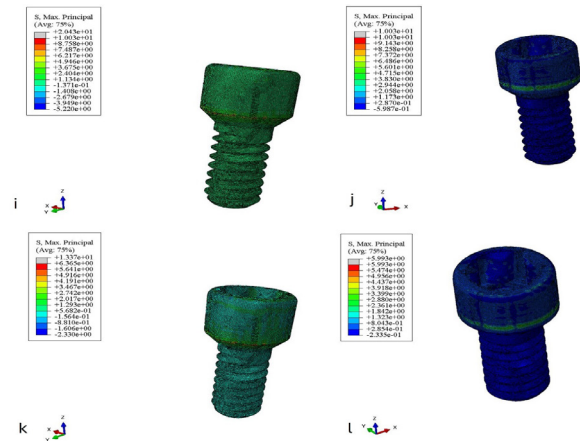 S, Max. Principal
(Avg: 75%)
+2.043e+01
+1.003e+01
+8.758e+00
+7.487e+00
+6.217e+00
+4.946e+00
+3.675e+00
+2.404e+00
+1.134e+00
-1.371e-01
-1.408e+00
-2.679e+00
-3.949e+00
-5.220e+00
Z
X
Y
i
S, Max. Principal
(Avg: 75%)
+1.003e+01
+1.003e+01
+9.143e+00
+8.258e+00
+7.372e+00
+6.486e+00
+5.601e+00
+4.715e+00
+3.830e+00
+2.944e+00
+2.058e+00
+1.173e+00
+2.870e-01
-5.987e-01
Z
Y
X
j
S, Max. Principal
(Avg: 75%)
+1.337e+01
+6.365e+00
+5.641e+00
+4.916e+00
+4.191e+00
+3.467e+00
+2.742e+00
+2.017e+00
+1.293e+00
+5.682e-01
-1.564e-01
-8.810e-01
-1.606e+00
-2.330e+00
Z
X
Y
k
S, Max. Principal
(Avg: 75%)
+5.993e+00
+5.993e+00
+5.474e+00
+4.956e+00
+4.437e+00
+3.918e+00
+3.399e+00
+2.880e+00
+2.361e+00
+1.842e+00
+1.323e+00
+8.043e-01
+2.854e-01
-2.335e-01
Z
Y
X
l